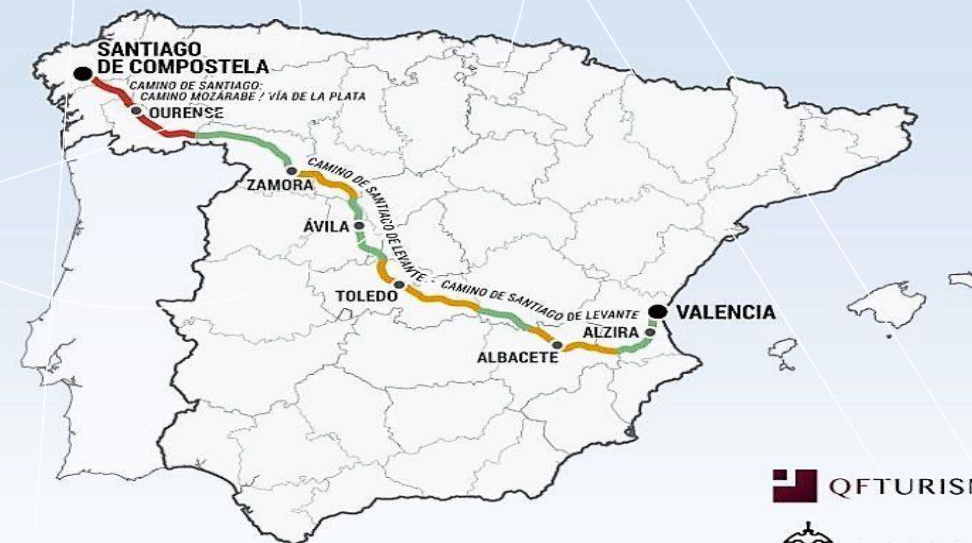 SANTIAGO
DE COMPOSTELA
CAMINO DE SANTIAGO:
CAMINO MOZÁRABE / VÍA DE LA PLATA
OURENSE
ZAMORA
CAMINO DE SANTIAGO DE LEVANTE - CAMINO DE SANTIAGO DE LEVANTE
ÁVILA
TOLEDO
VALENCIA
ALZIRA
ALBACETE
QFTURISM